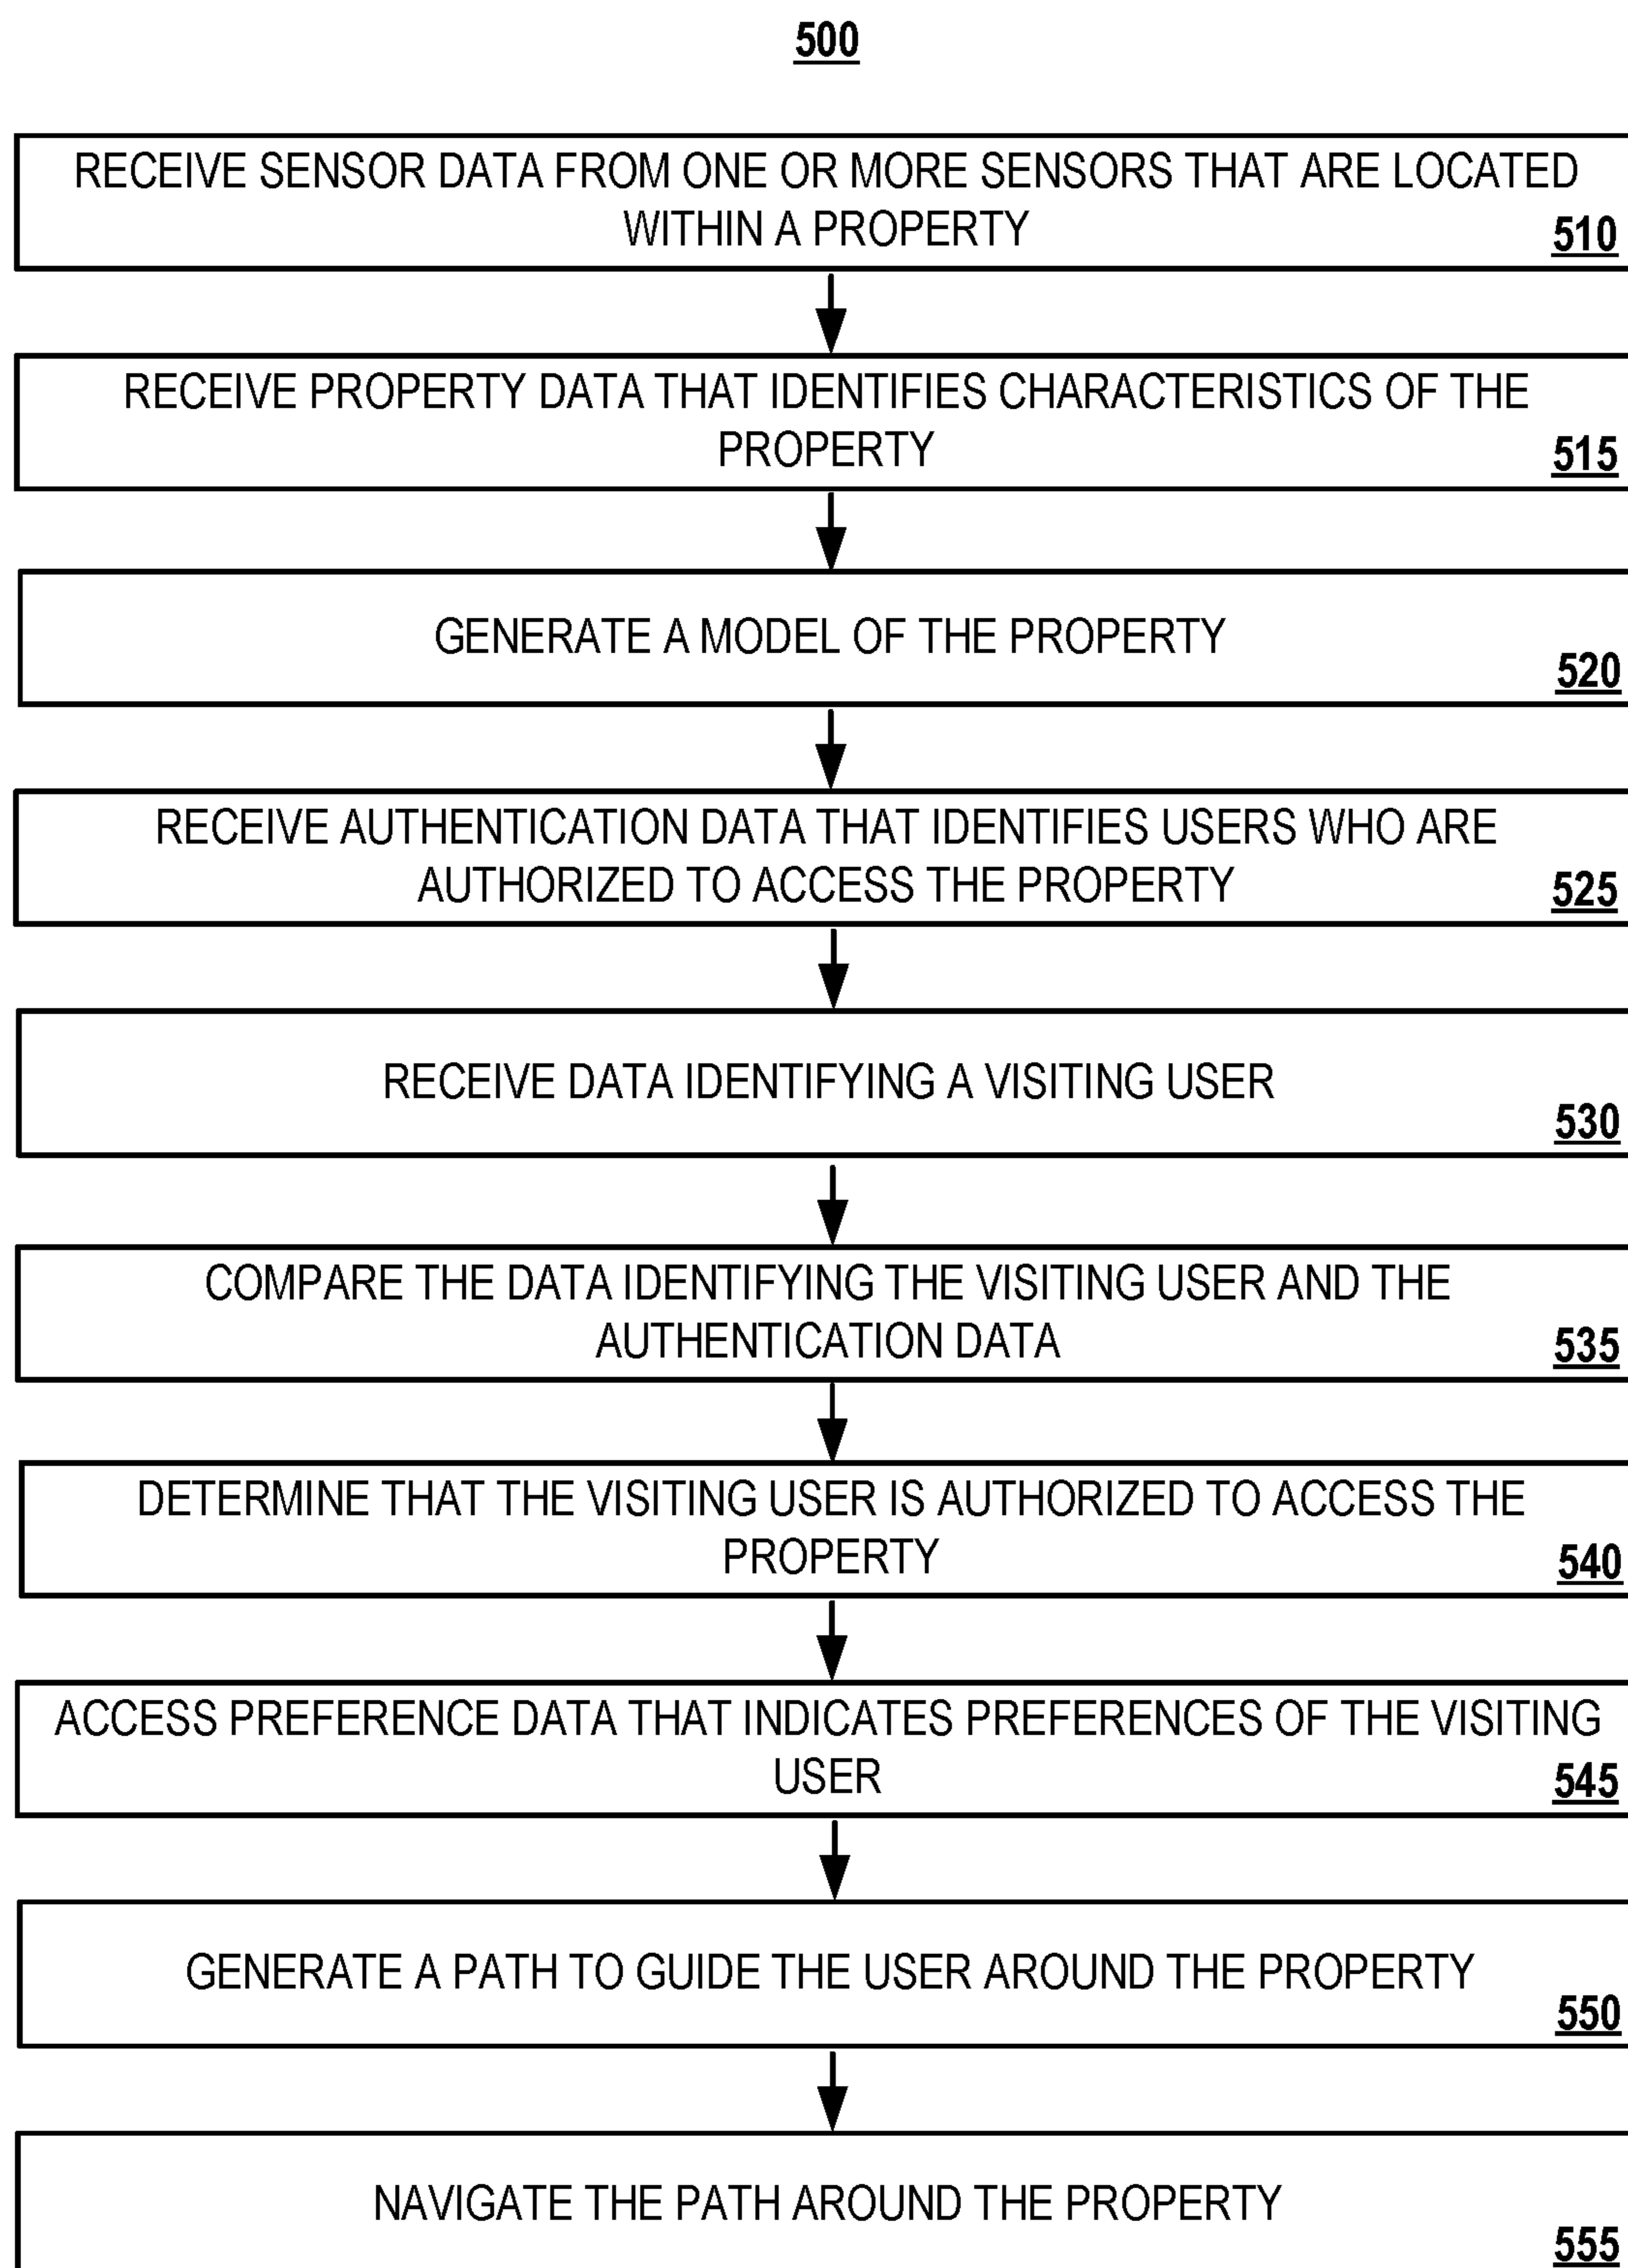 500
RECEIVE SENSOR DATA FROM ONE OR MORE SENSORS THAT ARE LOCATED
WITHIN A PROPERTY
510
RECEIVE PROPERTY DATA THAT IDENTIFIES CHARACTERISTICS OF THE
PROPERTY
515
GENERATE A MODEL OF THE PROPERTY
520
RECEIVE AUTHENTICATION DATA THAT IDENTIFIES USERS WHO ARE
AUTHORIZED TO ACCESS THE PROPERTY
525
RECEIVE DATA IDENTIFYING A VISITING USER
530
COMPARE THE DATA IDENTIFYING THE VISITING USER AND THE
AUTHENTICATION DATA
535
DETERMINE THAT THE VISITING USER IS AUTHORIZED TO ACCESS THE
PROPERTY
540
ACCESS PREFERENCE DATA THAT INDICATES PREFERENCES OF THE VISITING
USER
545
GENERATE A PATH TO GUIDE THE USER AROUND THE PROPERTY
550
NAVIGATE THE PATH AROUND THE PROPERTY
555